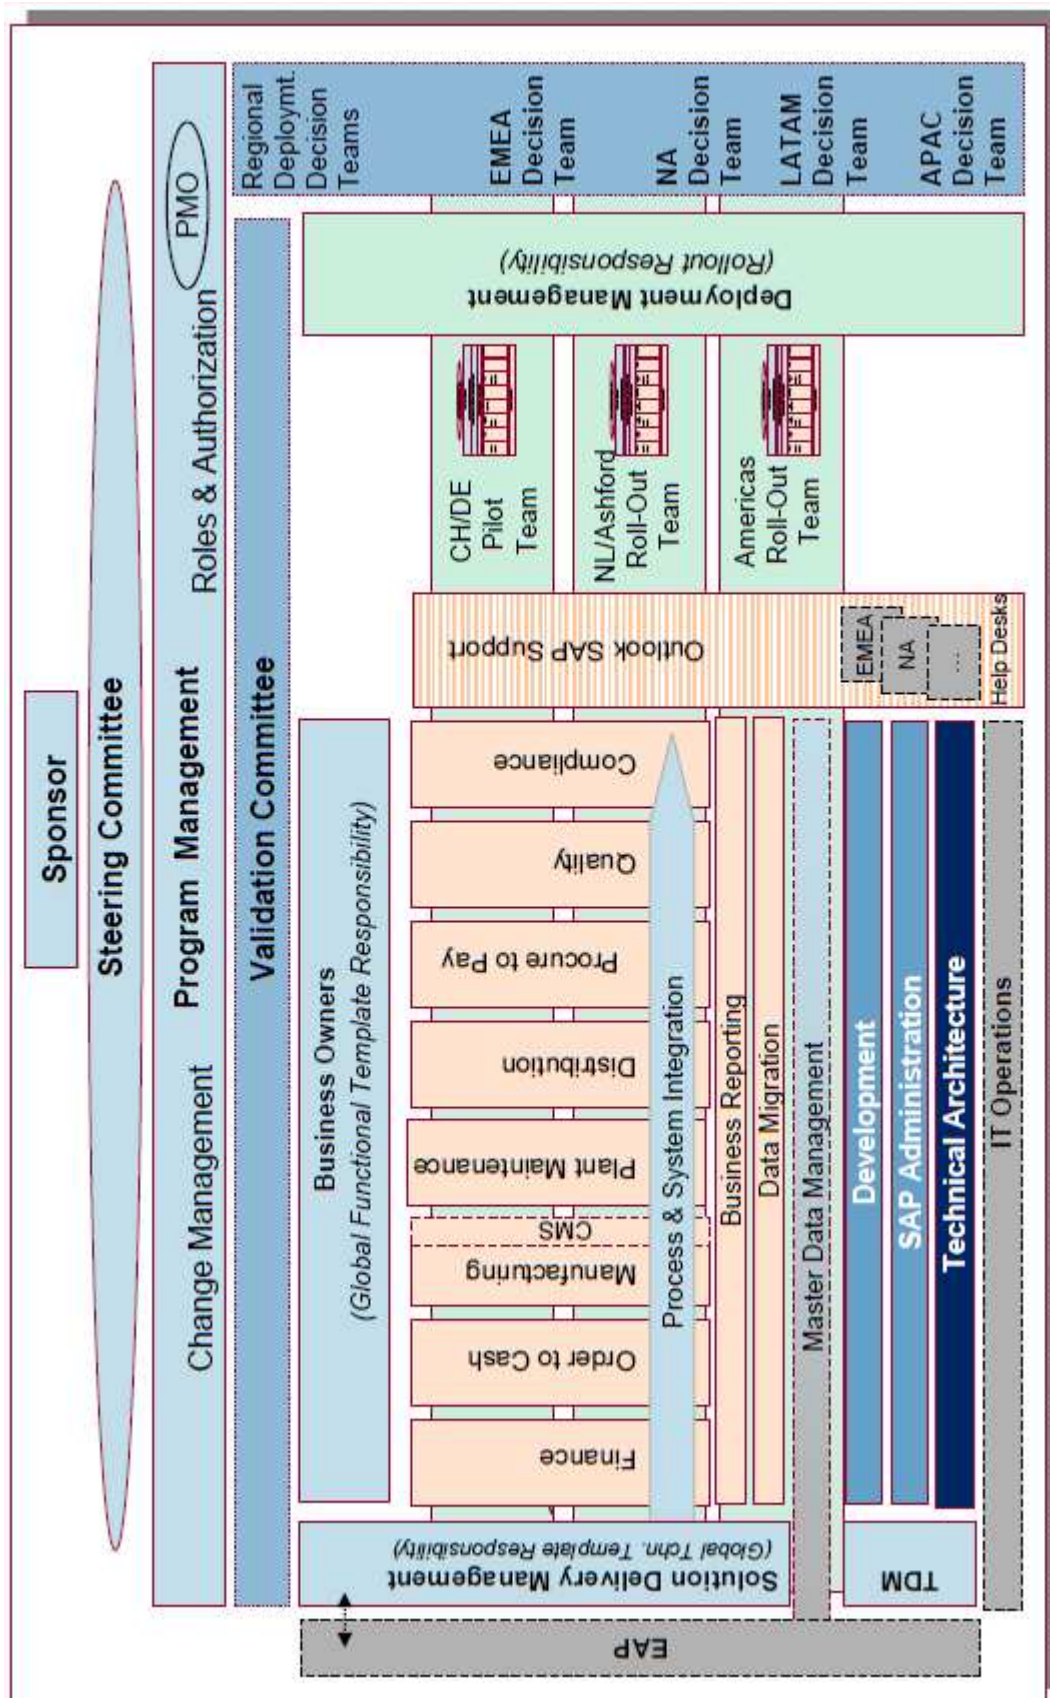 Sponsor
Steering Committee
Change Management
Program Management
Roles & Authorization
PMO
Validation Committee
Regional
Deploymt.
Decision
Teams
Business Owners
(Global Functional Template Responsibility)
EAP
Solution Delivery Management
(Global Tchn. Template Responsibility)
TDM
Finance
Order to Cash
Manufacturing
CMS
Plant Maintenance
Distribution
Procure to Pay
Quality
Compliance
Process & System Integration
Business Reporting
Data Migration
Master Data Management
Development
SAP Administration
Technical Architecture
IT Operations
Outlook SAP Support
EMEA
NA
...
Help Desks
CH/DE
Pilot
Team
NL/Ashford
Roll-Out
Team
Americas
Roll-Out
Team
Deployment Management
(Rollout Responsibility)
EMEA
Decision
Team
NA
Decision
Team
LATAM
Decision
Team
APAC
Decision
Team